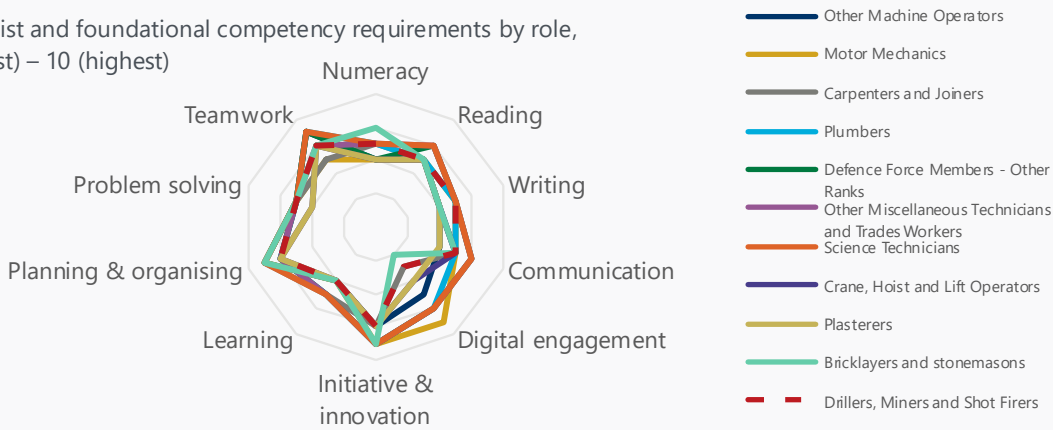 ist and foundational competency requirements by role,
st) – 10 (highest)
Numeracy
Reading
Writing
Communication
Digital engagement
Initiative &
innovation
Learning
Planning & organising
Problem solving
Teamwork
Other Machine Operators
Motor Mechanics
Carpenters and Joiners
Plumbers
Defence Force Members - Other
Ranks
Other Miscellaneous Technicians
and Trades Workers
Science Technicians
Crane, Hoist and Lift Operators
Plasterers
Bricklayers and stonemasons
Drillers, Miners and Shot Firers